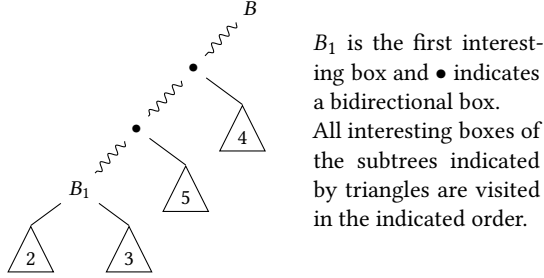 B
4
5
B₁
2
3
B₁ is the first interest-
ing box and • indicates
a bidirectional box.
All interesting boxes of
the subtrees indicated
by triangles are visited
in the indicated order.